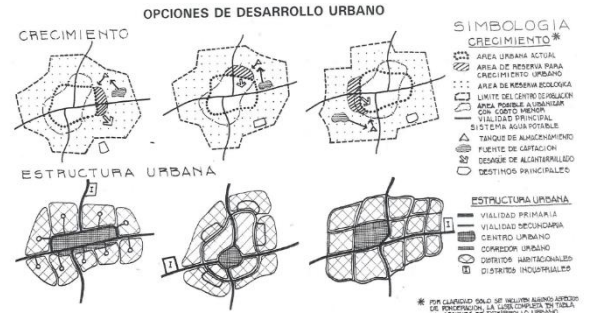 OPCIONES DE DESARROLLO URBANO
CRECIMIENTO
SIMBOLOGIA
CRECIMIENTO *
AREA URBANA ACTUAL
AREA DE RESERVA PARA
CRECIMIENTO URBANO
AREA DE RESERVA ECOLOGICA
LIMITE DEL CENTRO DE POBLACION
AREA POSIBLE A URBANIZAR
CON COSTO MENOR
VIALIDAD PRINCIPAL
SISTEMA AGUA POTABLE
TANQUE DE ALMACENAMIENTO
FUENTE DE CAPTACION
DESAGÜE DE ALCANTARILLADO
DESTINOS PRINCIPALES
ESTRUCTURA URBANA
I
I
I
ESTRUCTURA URBANA
VIALIDAD PRIMARIA
VIALIDAD SECUNDARIA
CENTRO URBANO
CORREDOR URBANO
DISTRITOS HABITACIONALES
I DISTRITOS INDUSTRIALES
* POR CLARIDAD SOLO SE INCLUYEN ALGUNOS ASPECTOS
DE PONDERACION, LA LISTA COMPLETA EN TABLA
DESARROLLO URBANO